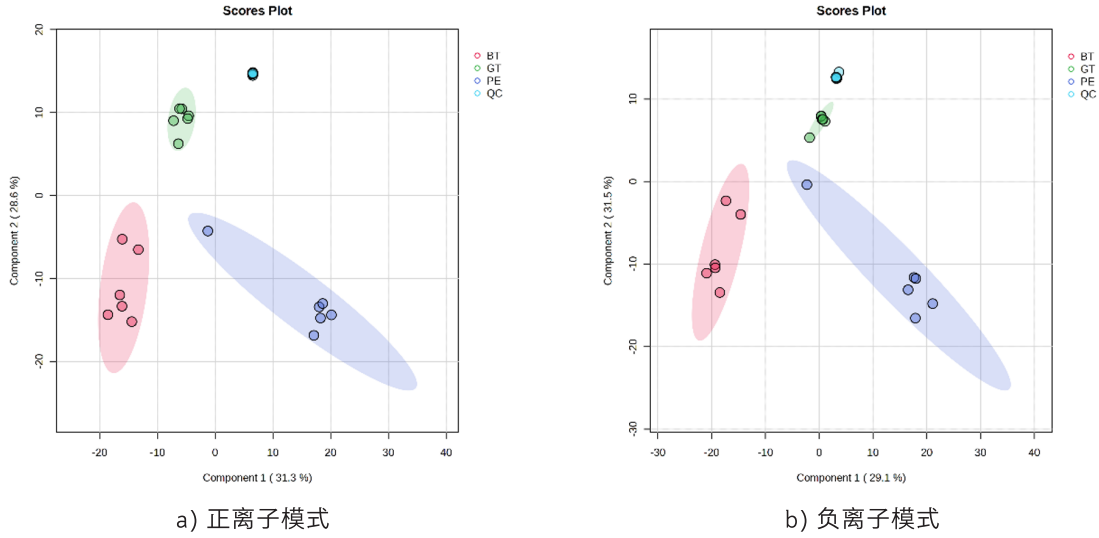 Scores Plot
20
10
0
-10
-20
Component 2 ( 28.6 %)
-20 -10 0 10 20 30 40
Component 1 ( 31.3 %)
BT
GT
PE
QC
a) 正离子模式
Scores Plot
10
0
-10
-20
-30
Component 2 ( 31.5 %)
-30 -20 -10 0 10 20 30 40
Component 1 ( 29.1 %)
BT
GT
PE
QC
b) 负离子模式